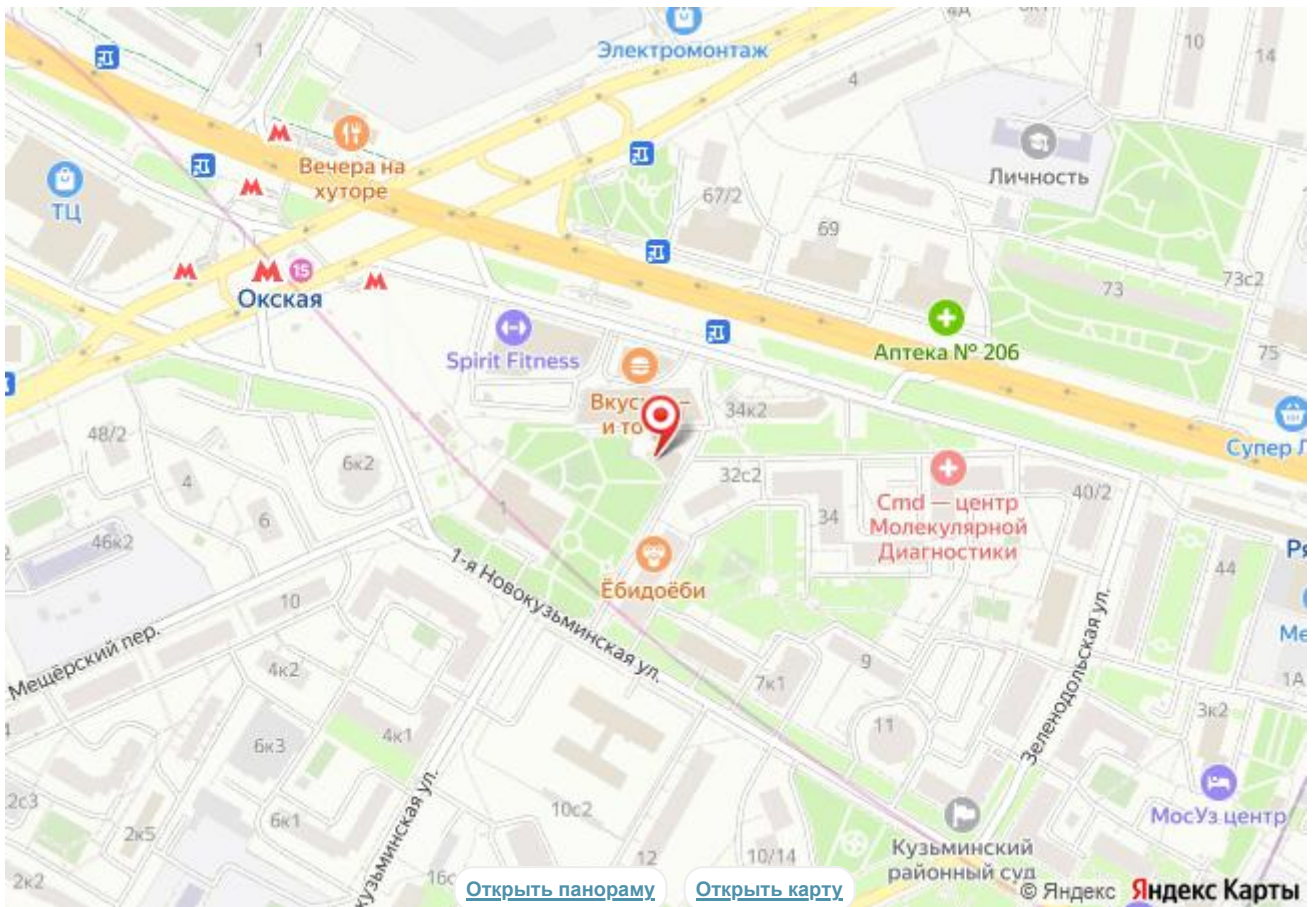 4А
Электромонтаж
1
10
14
4
Вечера на
хуторе
Личность
ТЦ
67/2
69
15
Окская
73с2
73
Spirit Fitness
Аптека № 206
75
Вкус
и то
34к2
48/2
Супер Л
6к2
32с2
4
1
34
Cmd — центр
Молекулярной
Диагностики
40/2
6
46к2
44
Ря
Ёбидоёби
1-я Новокузьминская ул.
10
Ме
Мещёрский пер.
9
4к2
7к1
1А
Зеленодольская ул.
3к2
11
4к1
6к3
МосУз центр
2с3
10с2
6к1
2к5
Кузьминский
районный суд
кузьминская ул.
12
10/14
2к2
16с
Открыть панораму
Открыть карту
© Яндекс Яндекс Карты